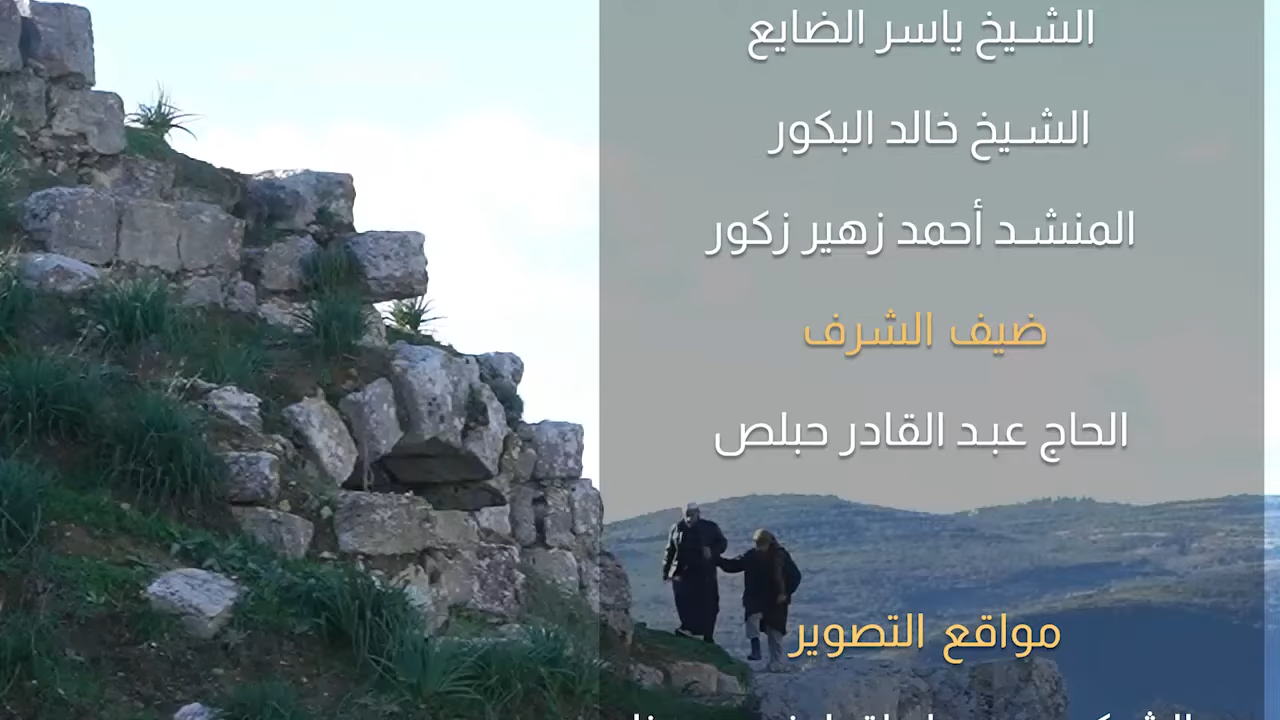 الشيخ ياسر الضايع
الشيخ خالد البكور
المنشد أحمد زهير زكور
ضيف الشرف
الحاج عبد القادر حبلص
مواقع التصوير